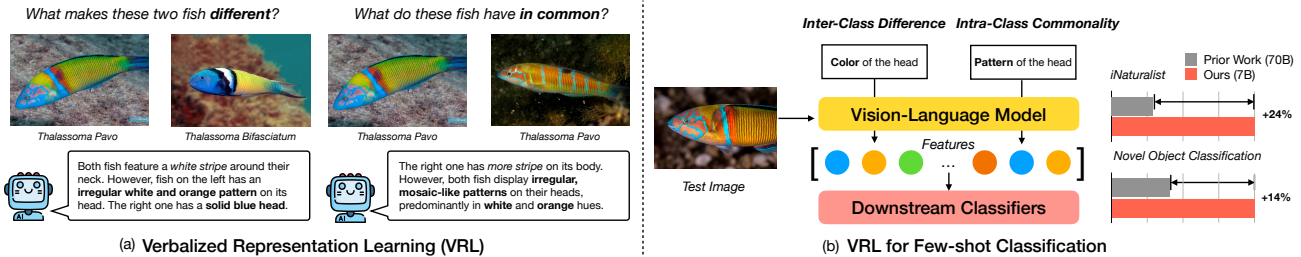 What makes these two fish different?
What do these fish have in common?
Thalassoma Pavo
Thalassoma Bifasciatum
Thalassoma Pavo
Thalassoma Pavo
Both fish feature a white stripe around their
neck. However, fish on the left has an
irregular white and orange pattern on its
head. The right one has a solid blue head.
AI
The right one has more stripe on its body.
However, both fish display irregular,
mosaic-like patterns on their heads,
predominantly in white and orange hues.
AI
(a) Verbalized Representation Learning (VRL)
Inter-Class Difference
Intra-Class Commonality
Color of the head
Pattern of the head
Vision-Language Model
Features
[ ... ]
Downstream Classifiers
Test Image
Prior Work (70B)
Ours (7B)
iNaturalist
+24%
Novel Object Classification
+14%
(b) VRL for Few-shot Classification